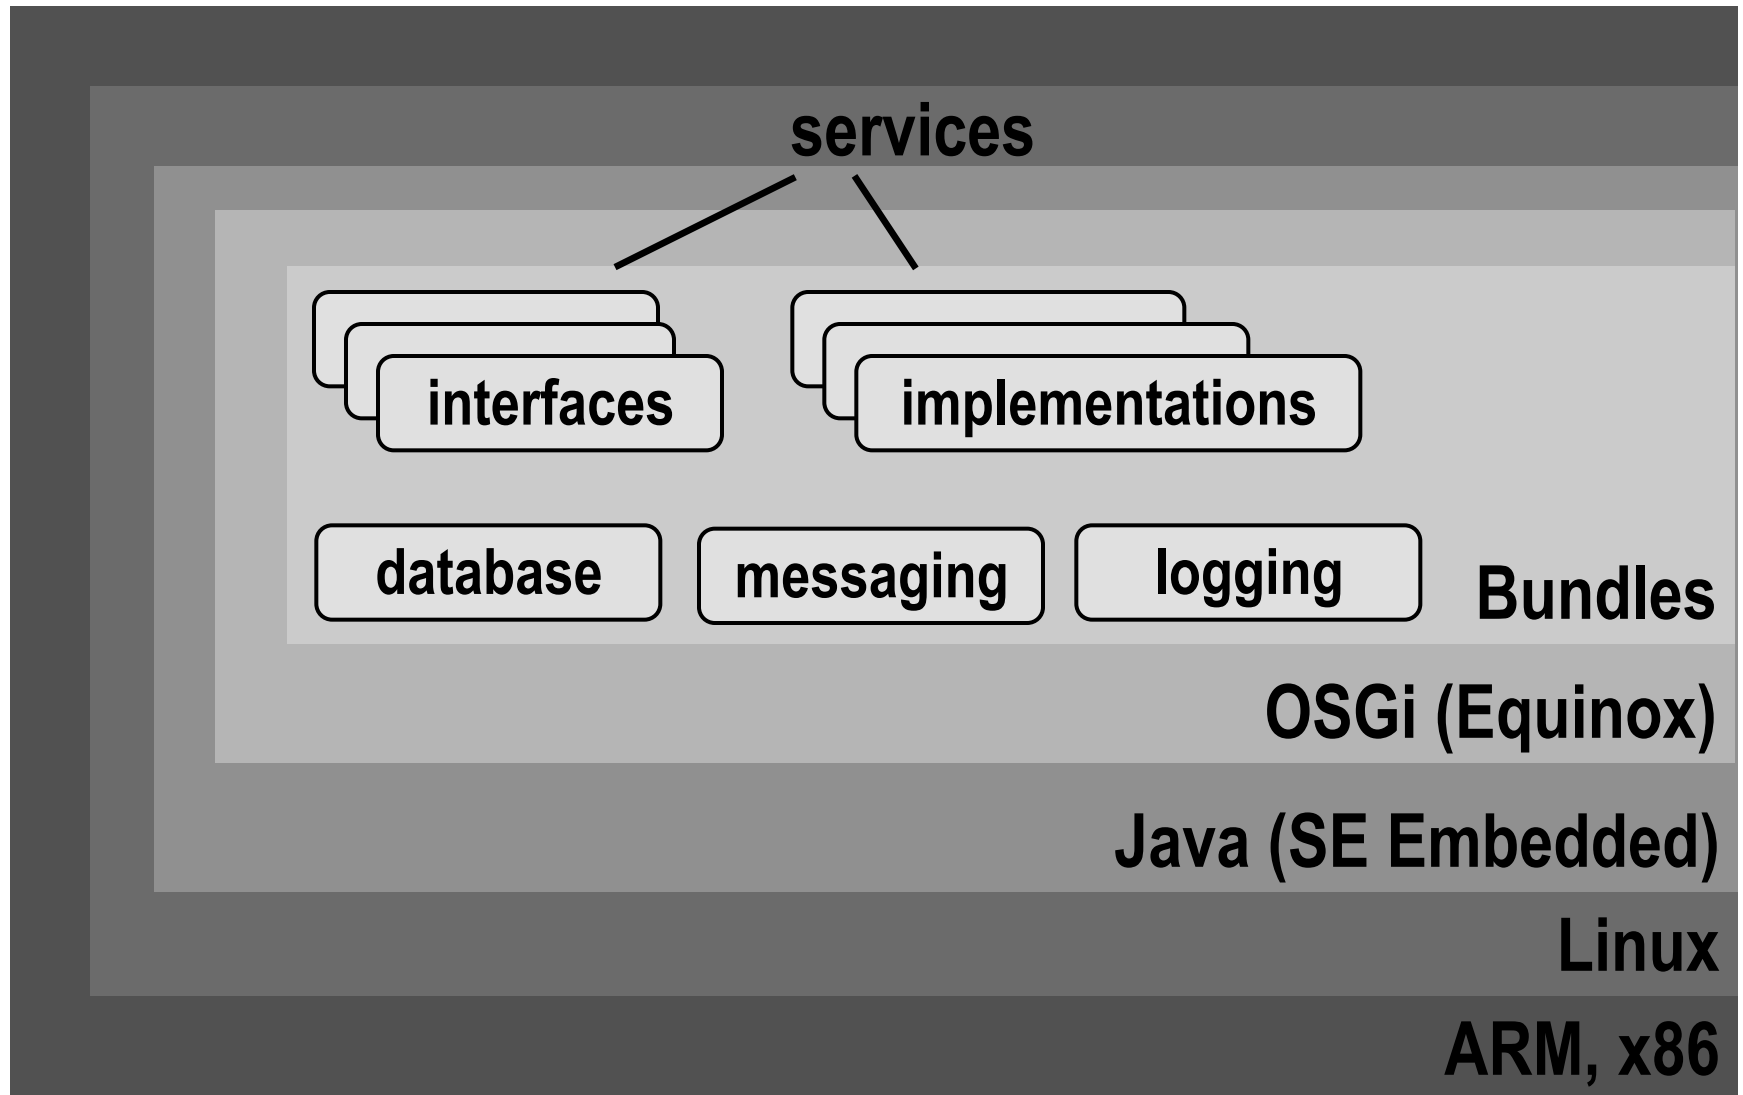 services
interfaces
implementations
database
messaging
logging
Bundles
OSGi (Equinox)
Java (SE Embedded)
Linux
ARM, x86